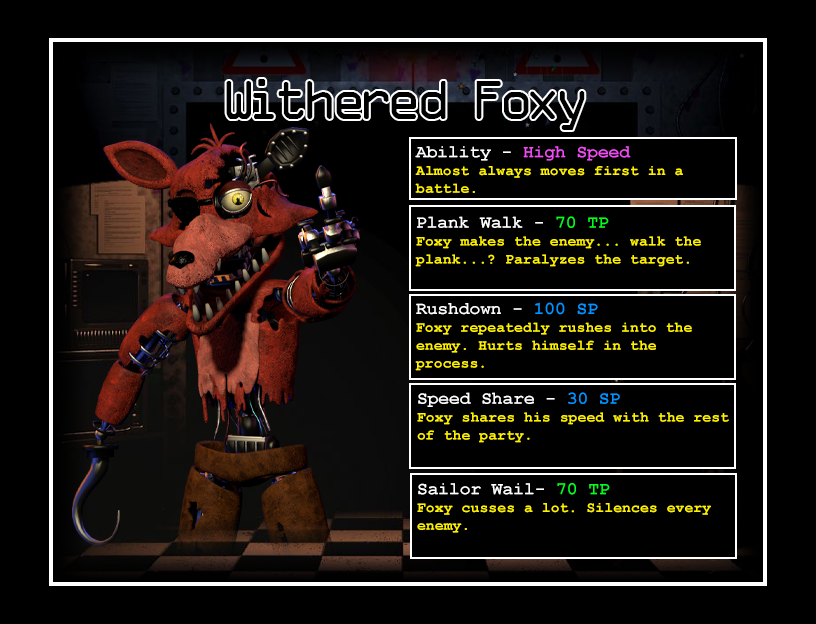 Withered Foxy
Ability - High Speed
Almost always moves first in a
battle.
Plank Walk - 70 TP
Foxy makes the enemy... walk the
plank...? Paralyzes the target.
Rushdown - 100 SP
Foxy repeatedly rushes into the
enemy. Hurts himself in the
process.
Speed Share - 30 SP
Foxy shares his speed with the rest
of the party.
Sailor Wail- 70 TP
Foxy cusses a lot. Silences every
enemy.